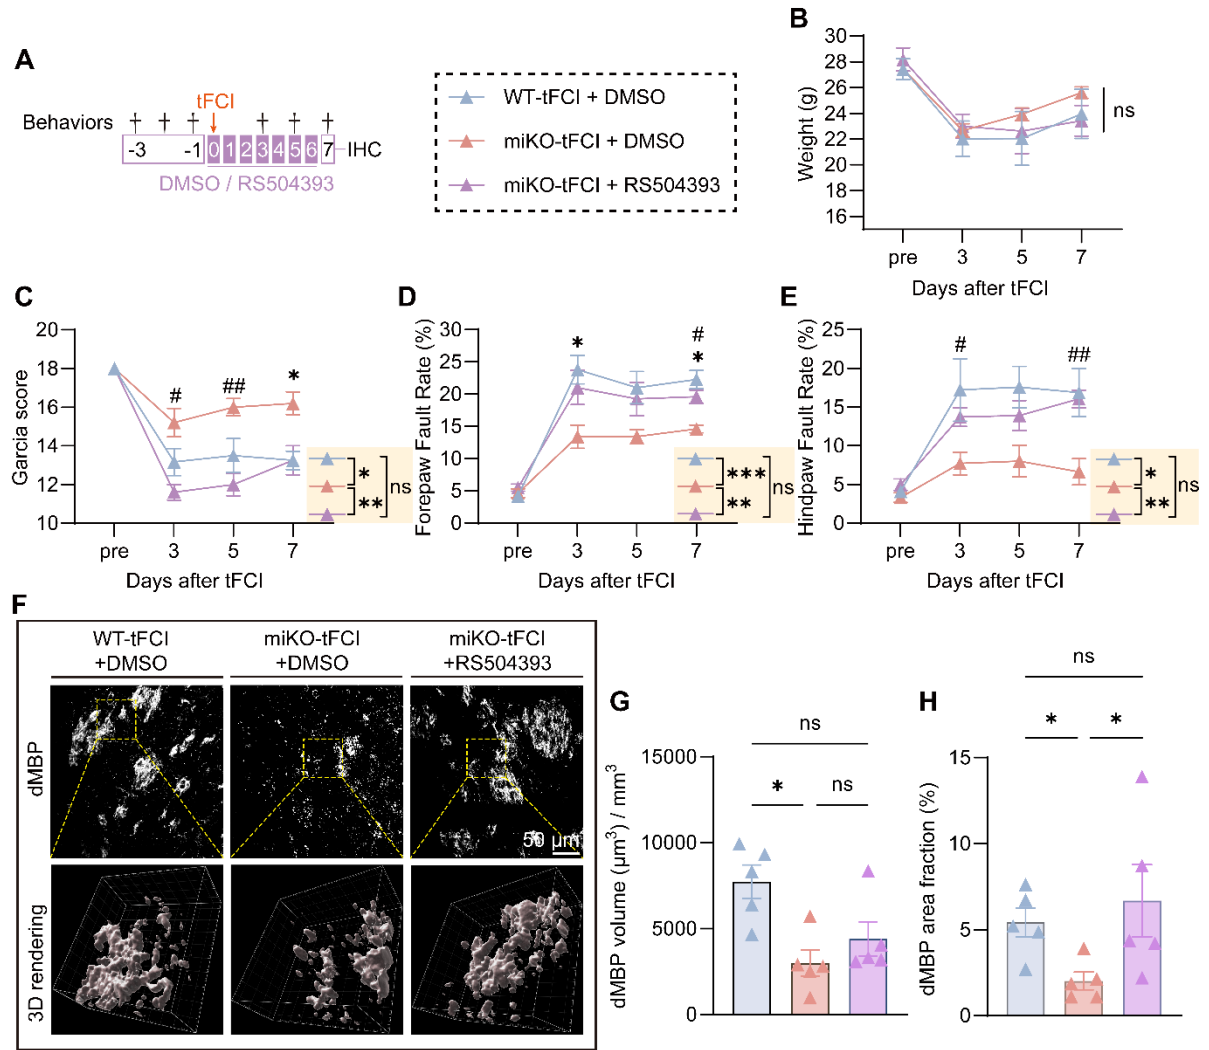 A
tFCI
Behaviors
-3 -1 0 1 2 3 4 5 6 7 IHC
DMSO / RS504393
WT-tFCI + DMSO
miKO-tFCI + DMSO
miKO-tFCI + RS504393
B
Weight (g)
30
28
26
24
22
20
18
16
ns
pre 3 5 7
Days after tFCI
C
Garcia score
20
18
16
14
12
10
# ## *
* ** ns
pre 3 5 7
Days after tFCI
D
Forepaw Fault Rate (%)
30
25
20
15
10
5
0
* # *
*** ** ns
pre 3 5 7
Days after tFCI
E
Hindpaw Fault Rate (%)
25
20
15
10
5
0
# ##
* ** ns
pre 3 5 7
Days after tFCI
F
WT-tFCI
+DMSO
miKO-tFCI
+DMSO
miKO-tFCI
+RS504393
dMBP
50 µm
3D rendering
G
dMBP volume (µm³) / mm³
15000
10000
5000
0
ns
* ns
H
dMBP area fraction (%)
15
10
5
0
ns
* *